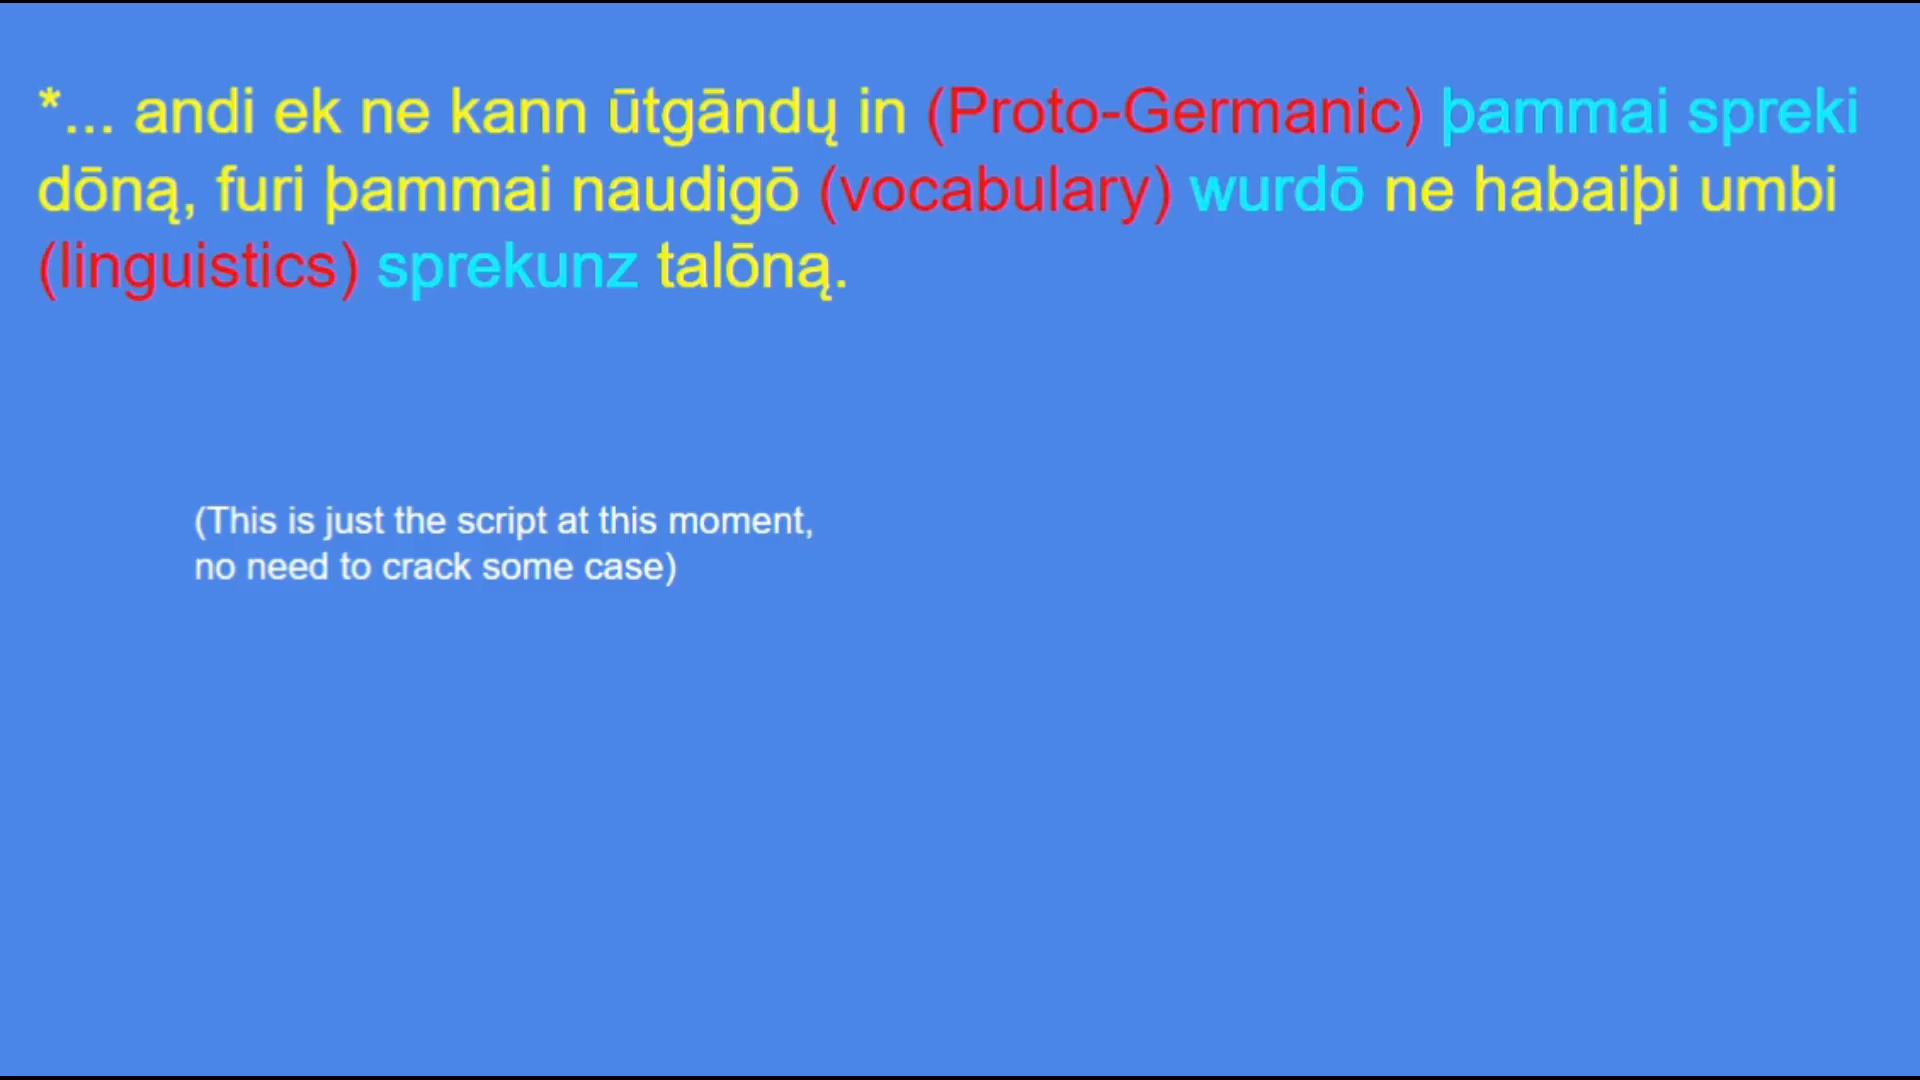 *... andi ek ne kann ūtgāndų in (Proto-Germanic) þammai spreki
dōną, furi þammai naudigō (vocabulary) wurdō ne habaiþi umbi
(linguistics) sprekunz talōną.
(This is just the script at this moment,
no need to crack some case)